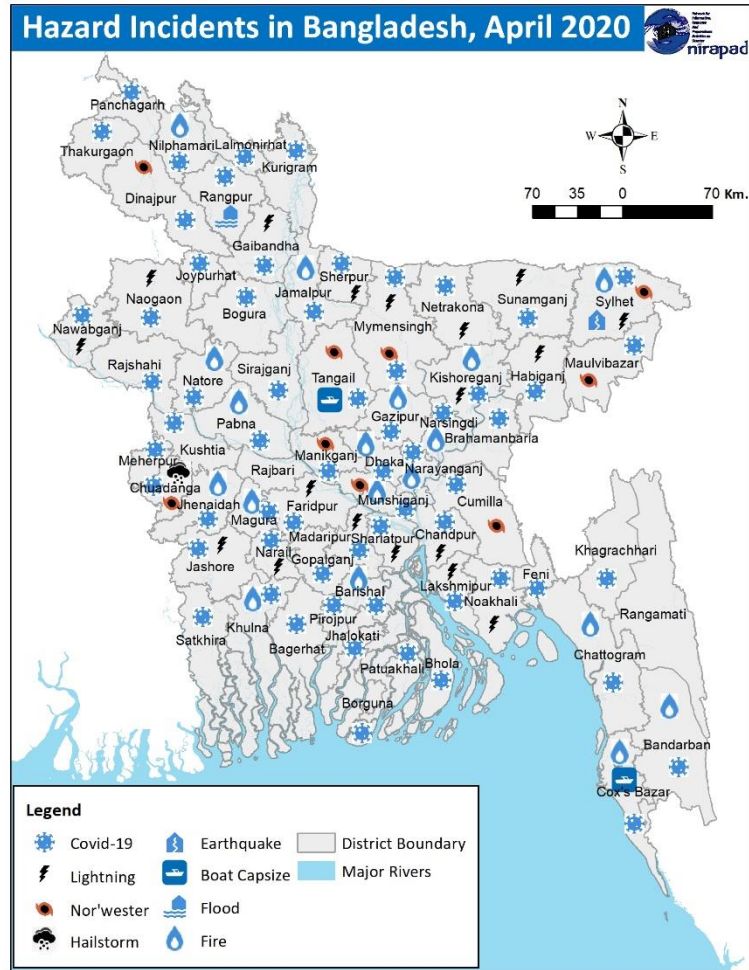 Hazard Incidents in Bangladesh, April 2020
nirapad
N
W E
S
70 35 0 70 Km.
Panchagarh
Thakurgaon
Nilphamari
Lalmonirhat
Kurigram
Dinajpur
Rangpur
Gaibandha
Joypurhat
Jamalpur
Sherpur
Naogaon
Bogura
Mymensingh
Netrakona
Sunamganj
Sylhet
Nawabganj
Rajshahi
Natore
Sirajganj
Tangail
Kishoreganj
Habiganj
Maulvibazar
Pabna
Gazipur
Narsingdi
Brahamanbaria
Kushtia
Meherpur
Manikganj
Dhaka
Narayanganj
Chuadanga
Rajbari
Jhenaidah
Magura
Faridpur
Munshiganj
Cumilla
Madaripur
Shariatpur
Chandpur
Khagrachhari
Jashore
Narail
Gopalganj
Lakshmipur
Feni
Noakhali
Rangamati
Barishal
Satkhira
Khulna
Pirojpur
Bagerhat
Jhalokati
Patuakhali
Bhola
Chattogram
Borguna
Bandarban
Cox's Bazar
Legend
Covid-19
Earthquake
District Boundary
Lightning
Boat Capsize
Major Rivers
Nor'wester
Flood
Hailstorm
Fire